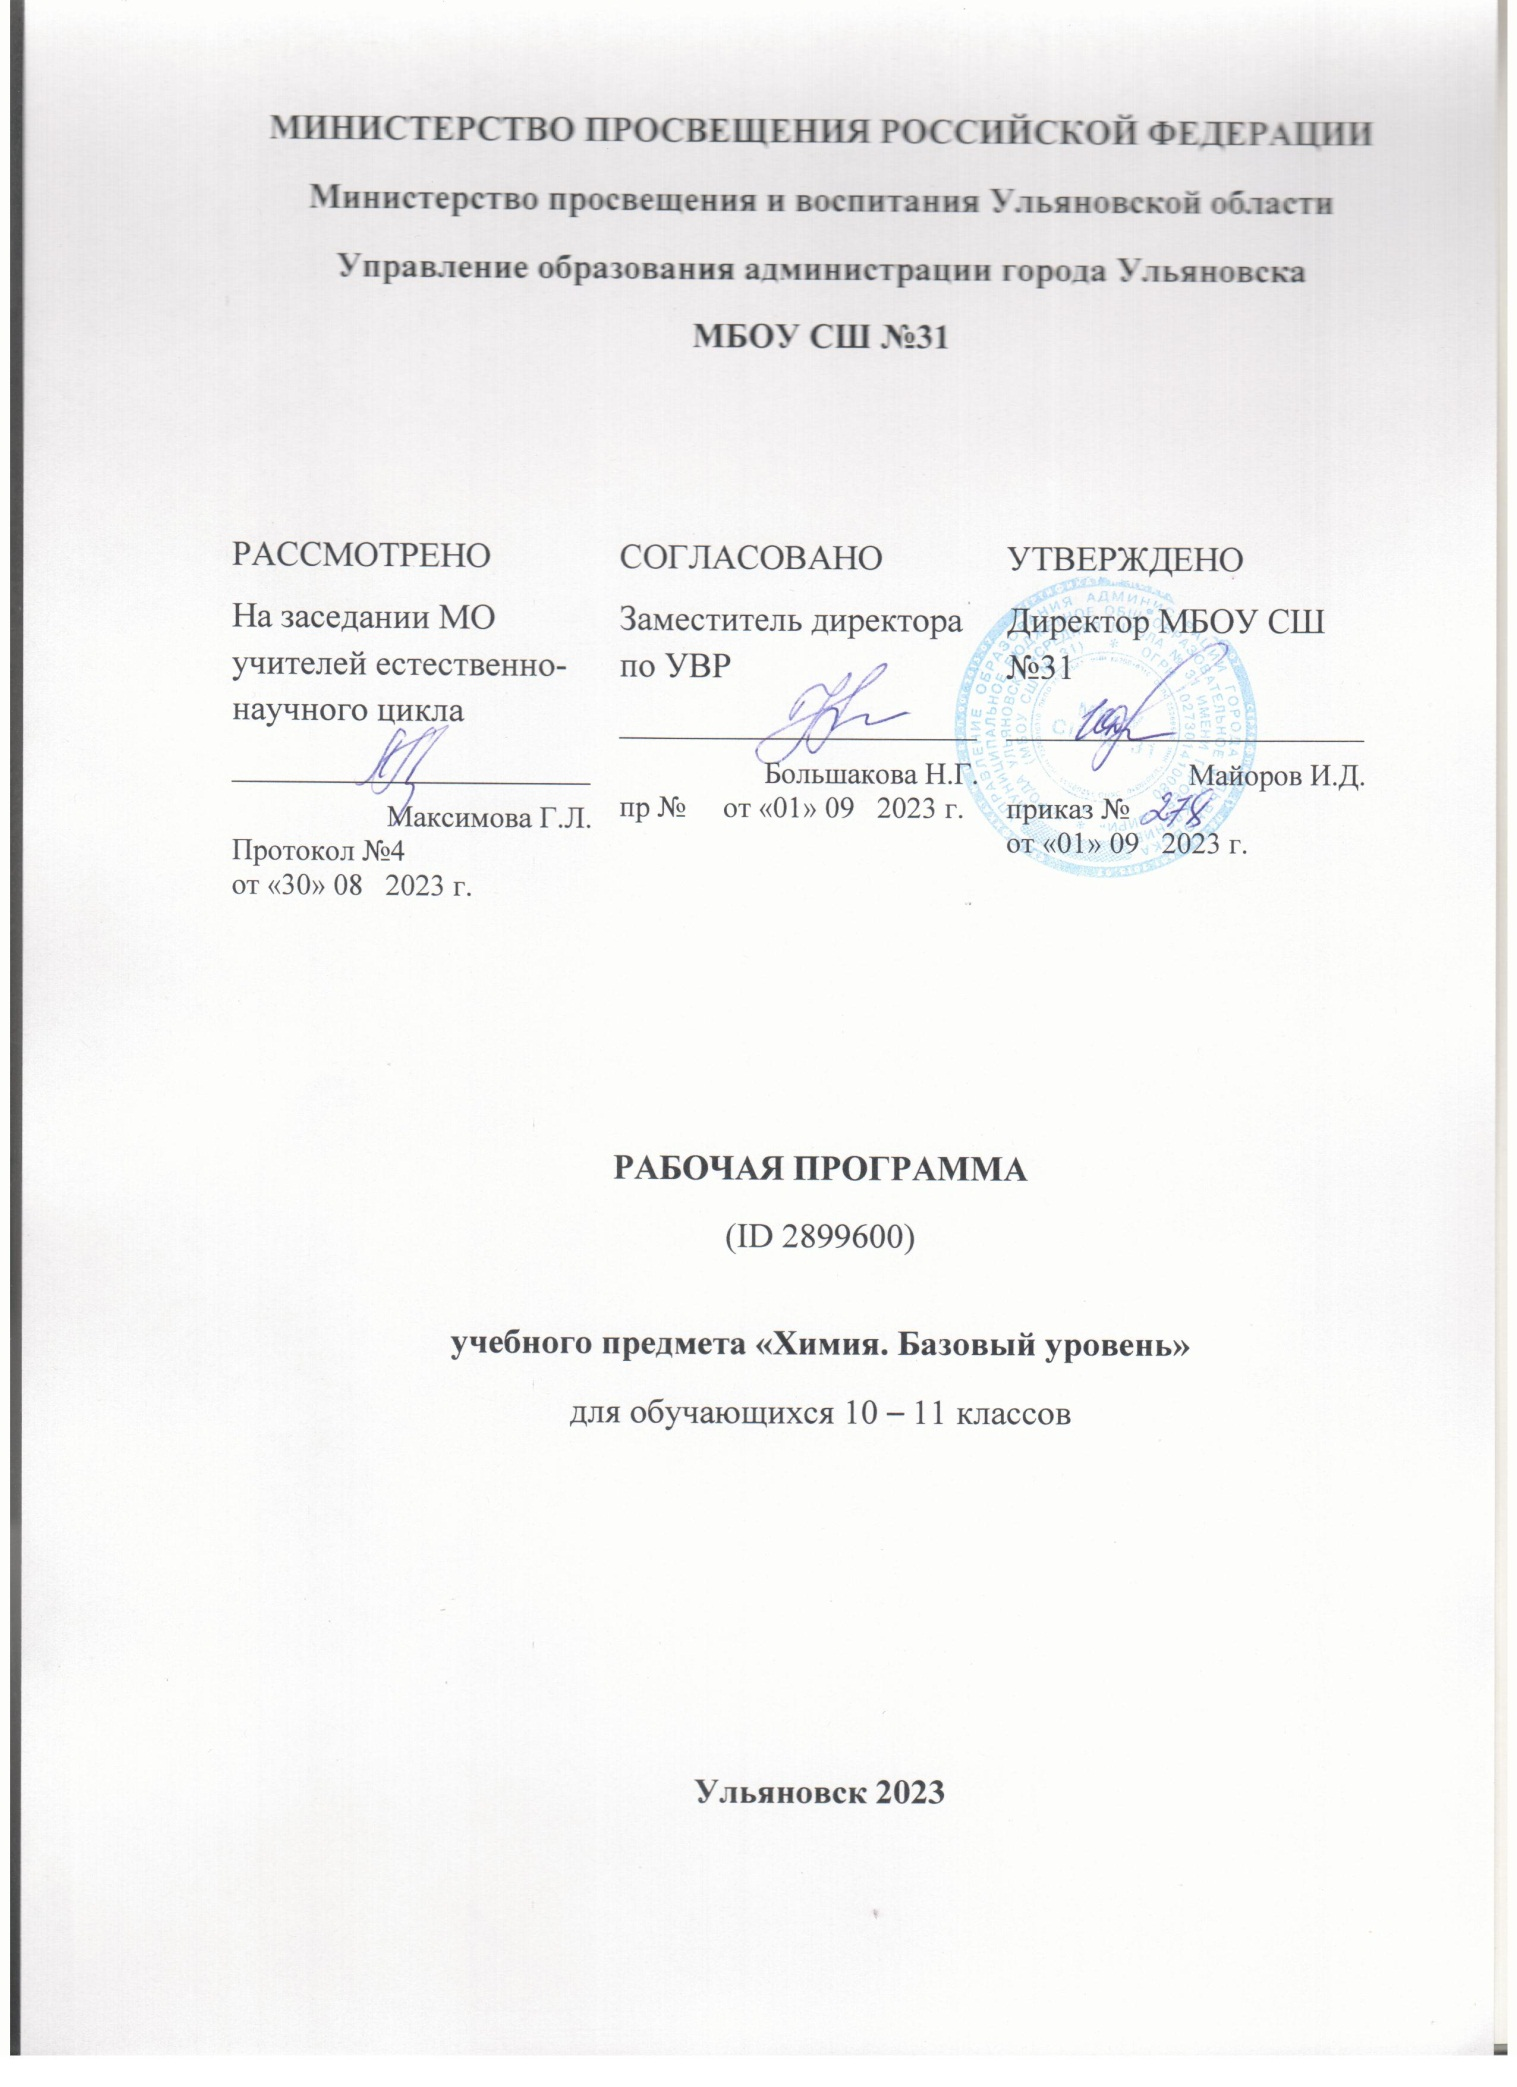 МИНИСТЕРСТВО ПРОСВЕЩЕНИЯ РОССИЙСКОЙ ФЕДЕРАЦИИ
Министерство просвещения и воспитания Ульяновской области
Управление образования администрации города Ульяновска
МБОУ СШ №31
РАССМОТРЕНО
На заседании МО
учителей естественно-
научного цикла
Максимова Г.Л.
Протокол №4
от «30» 08 2023 г.
СОГЛАСОВАНО
Заместитель директора
по УВР
Большакова Н.Г.
пр № от «01» 09 2023 г.
УТВЕРЖДЕНО
Директор МБОУ СШ
№31
Майоров И.Д.
приказ № 278
от «01» 09 2023 г.
РАБОЧАЯ ПРОГРАММА
(ID 2899600)
учебного предмета «Химия. Базовый уровень»
для обучающихся 10 – 11 классов
Ульяновск 2023